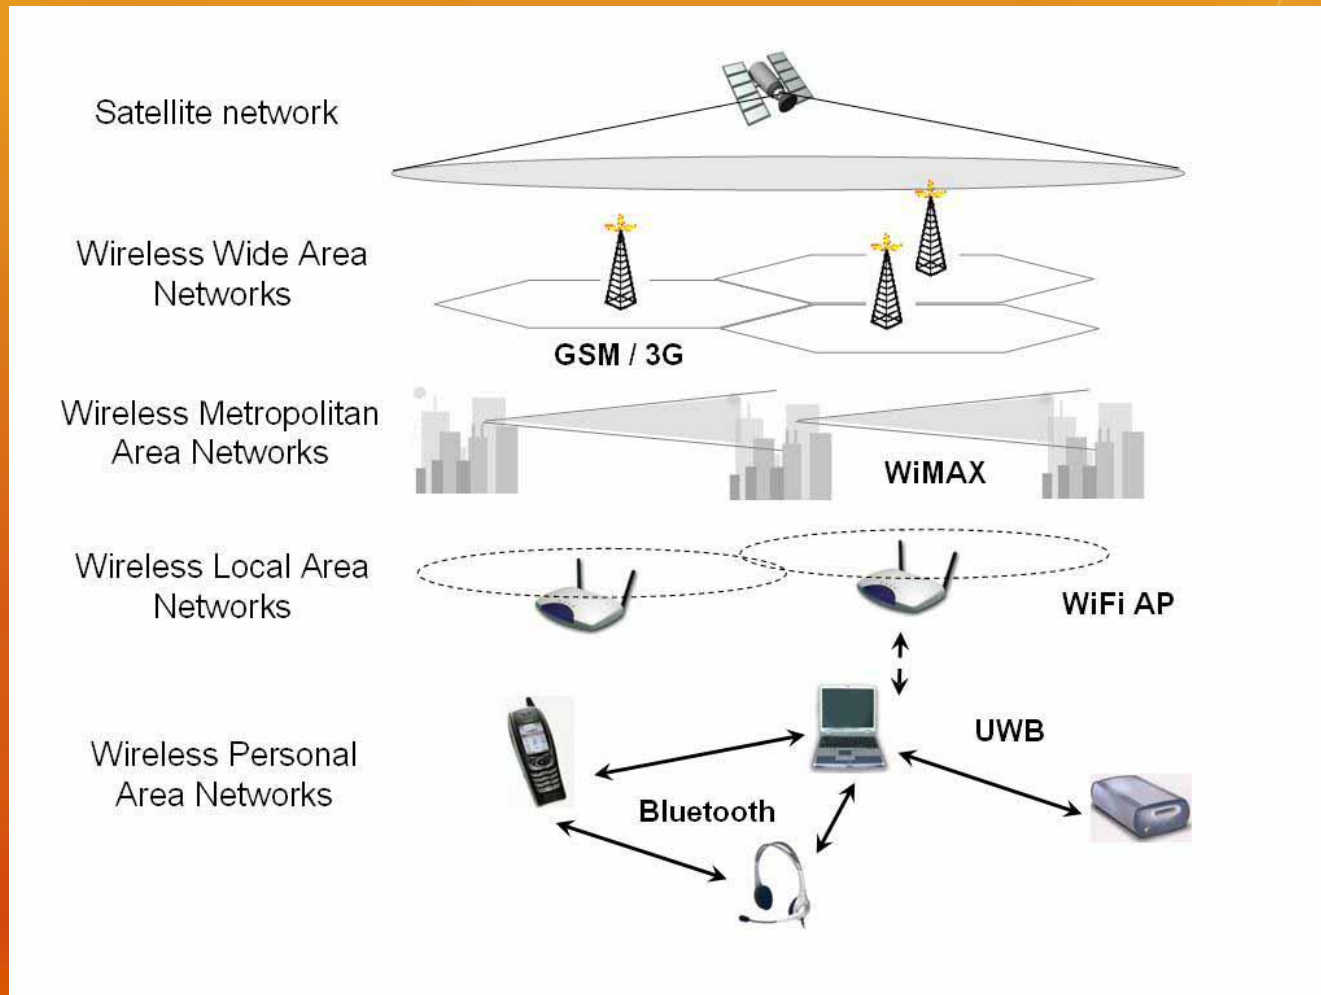 Satellite network
Wireless Wide Area
Networks
GSM / 3G
Wireless Metropolitan
Area Networks
WiMAX
Wireless Local Area
Networks
WiFi AP
Wireless Personal
Area Networks
UWB
Bluetooth